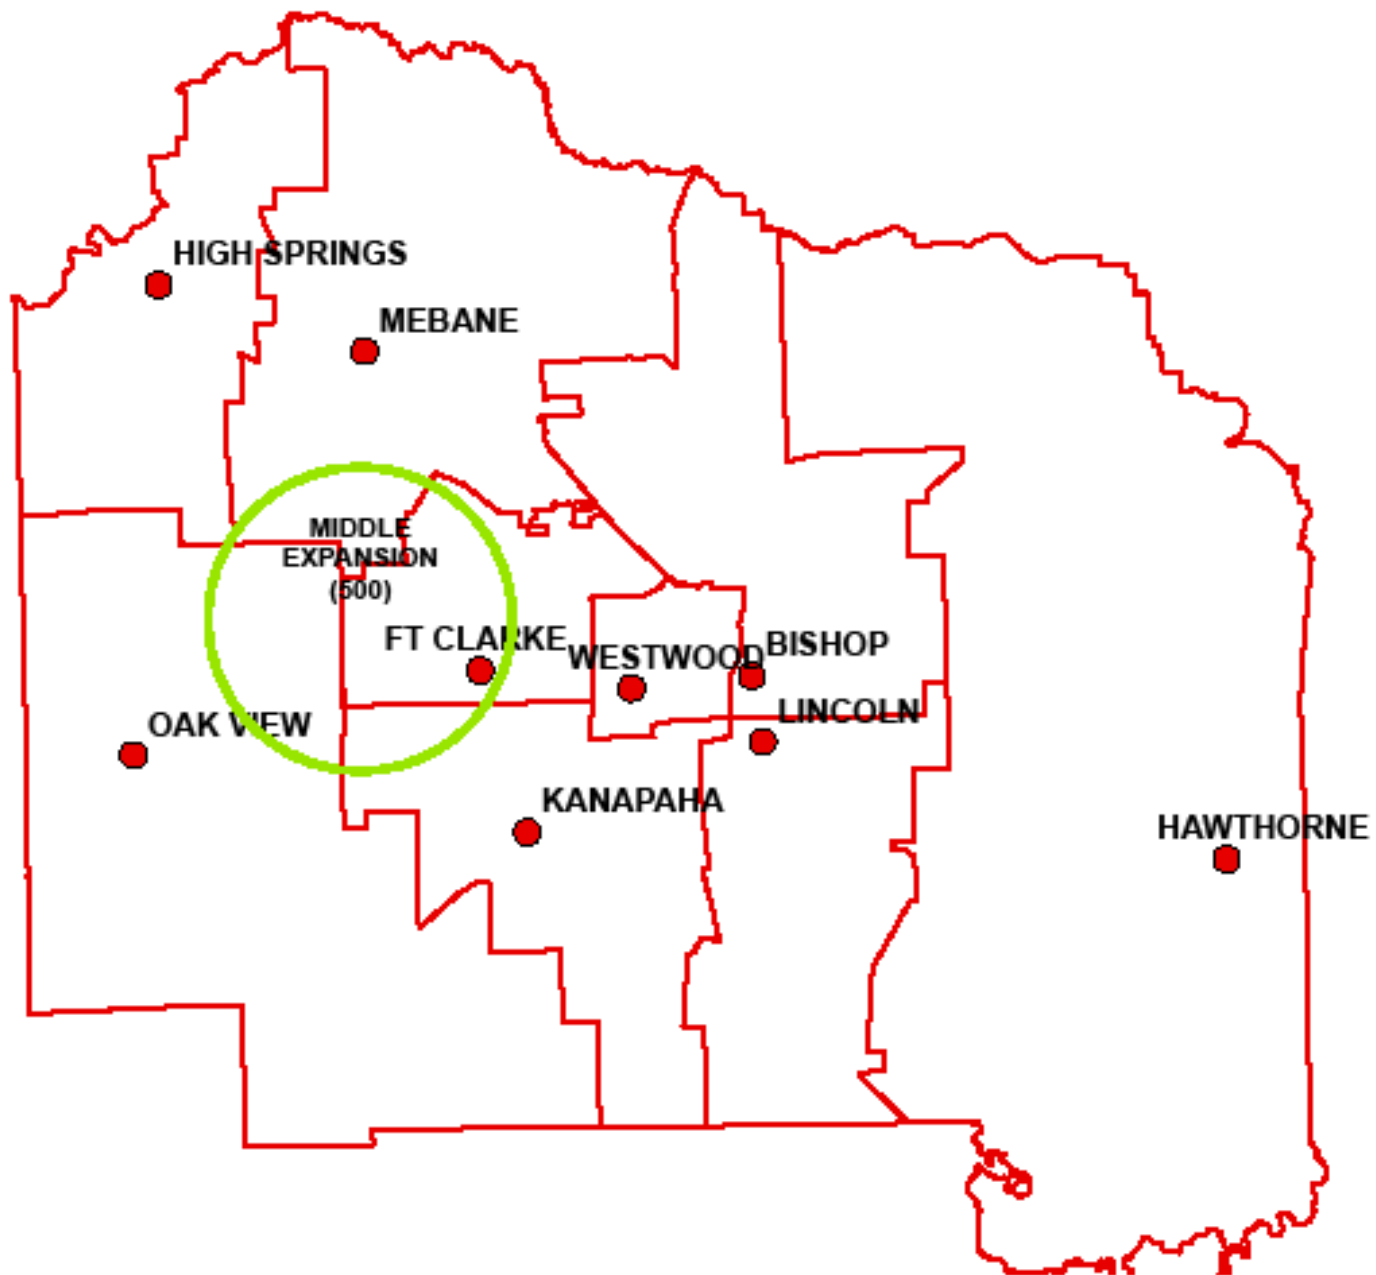 HIGH SPRINGS
MEBANE
MIDDLE
EXPANSION
(500)
FT CLARKE
WESTWOOD
BISHOP
LINCOLN
OAK VIEW
KANAPAHA
HAWTHORNE